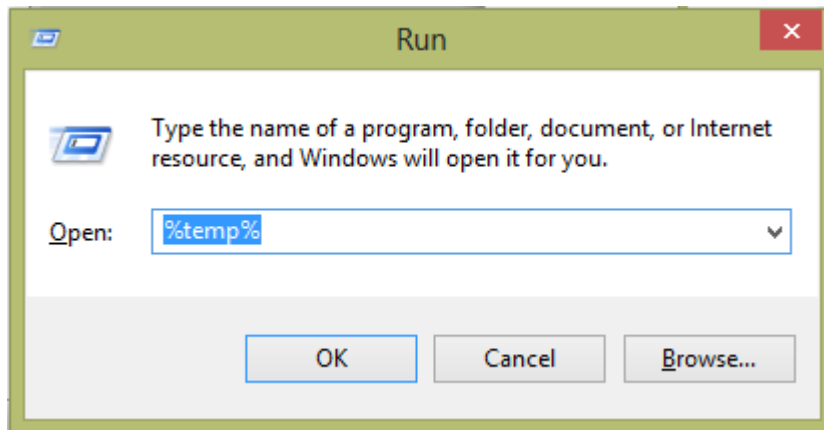 Run
Type the name of a program, folder, document, or Internet
resource, and Windows will open it for you.
Open: %temp%
OK Cancel Browse...